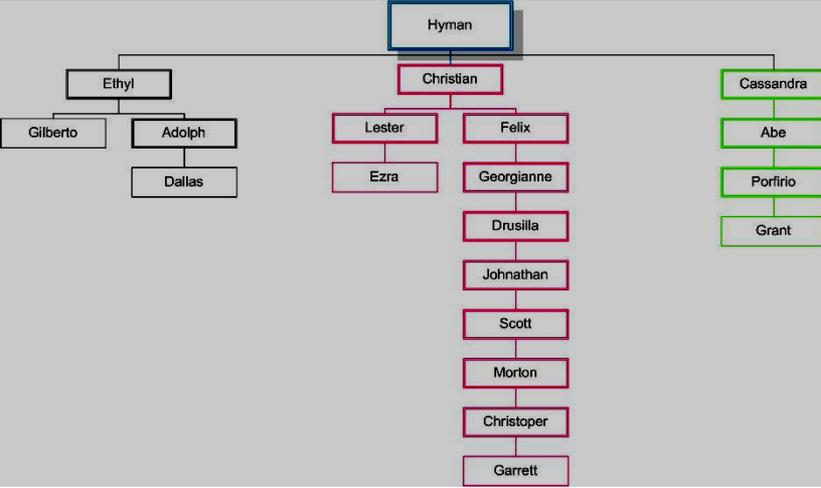 Hyman
Ethyl
Christian
Cassandra
Gilberto
Adolph
Lester
Felix
Abe
Dallas
Ezra
Georgianne
Porfirio
Drusilla
Grant
Johnathan
Scott
Morton
Christoper
Garrett